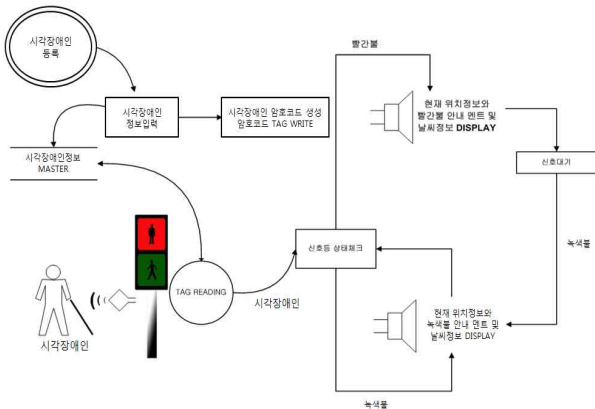 시각장애인
등록
빨간불
시각장애인
정보입력
시각장애인 암호코드 생성
암호코드 TAG WRITE
현재 위치정보와
빨간불 안내 멘트 및
날씨정보 DISPLAY
시각장애인정보
MASTER
신호대기
녹색불
신호등 상태체크
TAG READING
시각장애인
시각장애인
현재 위치정보와
녹색불 안내 멘트 및
날씨정보 DISPLAY
녹색불